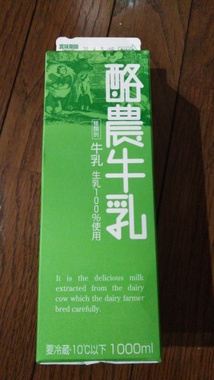 賞味期限
酪農牛乳
種類別 牛乳 生乳100%使用
It is the delicious milk
extracted from the dairy
cow which the dairy farmer
bred carefully.
要冷蔵・10℃以下 1000ml